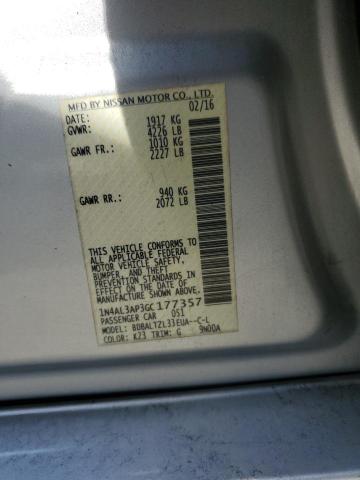 MFD BY NISSAN MOTOR CO., LTD.
DATE: 02/16
GVWR: 1917 KG
4226 LB
GAWR FR.: 1010 KG
2227 LB
GAWR RR.: 940 KG
2072 LB
THIS VEHICLE CONFORMS TO
ALL APPLICABLE FEDERAL
MOTOR VEHICLE SAFETY,
BUMPER, AND THEFT
PREVENTION STANDARDS IN
EFFECT ON THE DATE OF
MANUFACTURE SHOWN ABOVE.
1N4AL3AP3GC177357
PASSENGER CAR 051
MODEL: BDBALTZL33EUA--C-L
COLOR: K23 TRIM: G 9N00A